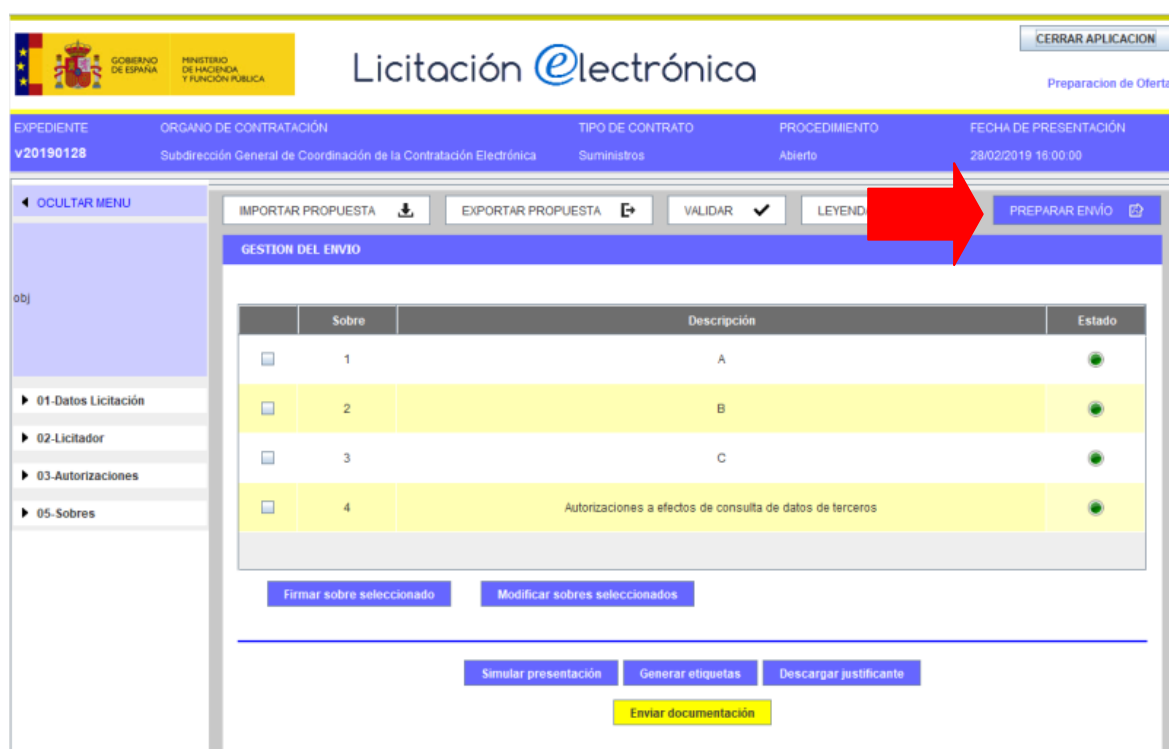 GOBIERNO DE ESPAÑA
MINISTERIO DE HACIENDA Y FUNCIÓN PÚBLICA
Licitación electrónica
CERRAR APLICACION
Preparacion de Oferta
EXPEDIENTE ORGANO DE CONTRATACIÓN TIPO DE CONTRATO PROCEDIMIENTO FECHA DE PRESENTACIÓN
v20190128 Subdirección General de Coordinación de la Contratación Electrónica Suministros Abierto 28/02/2019 16:00:00
OCULTAR MENU
IMPORTAR PROPUESTA EXPORTAR PROPUESTA VALIDAR LEYENDA PREPARAR ENVÍO
GESTION DEL ENVIO
obj
Sobre Descripción Estado
1 A
2 B
3 C
4 Autorizaciones a efectos de consulta de datos de terceros
01-Datos Licitación
02-Licitador
03-Autorizaciones
05-Sobres
Firmar sobre seleccionado Modificar sobres seleccionados
Simular presentación Generar etiquetas Descargar justificante
Enviar documentación